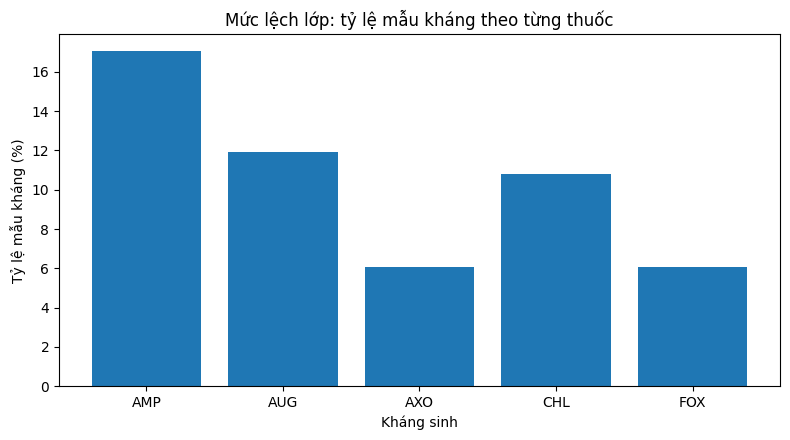 Mức lệch lớp: tỷ lệ mẫu kháng theo từng thuốc
Tỷ lệ mẫu kháng (%)
16
14
12
10
8
6
4
2
0
AMP AUG AXO CHL FOX
Kháng sinh